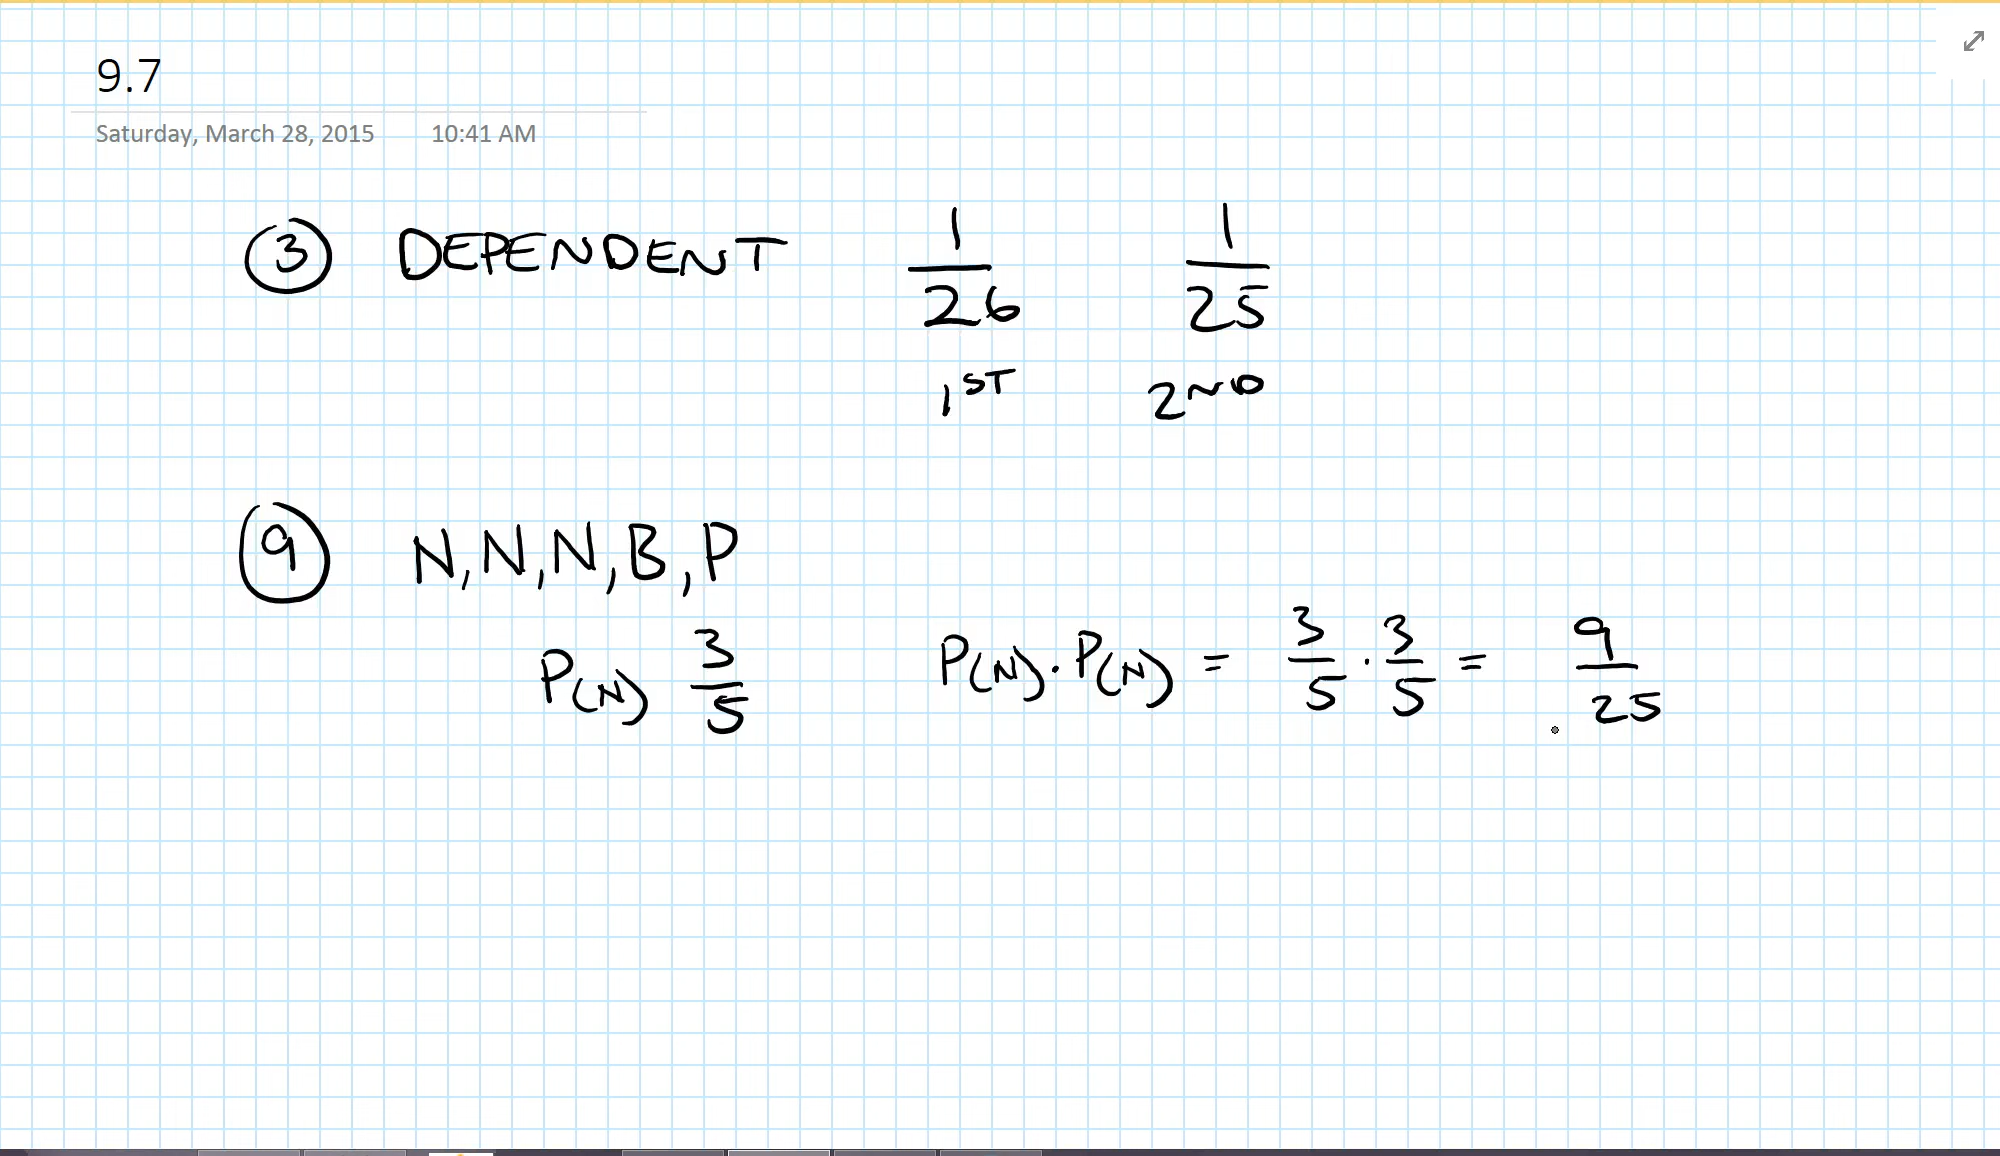 9.7
Saturday, March 28, 2015 10:41 AM
③ DEPENDENT 1/26 1/25
1ST 2ND
⑨ N, N, N, B, P
P(N) 3/5 P(N) · P(N) = 3/5 · 3/5 = 9/25